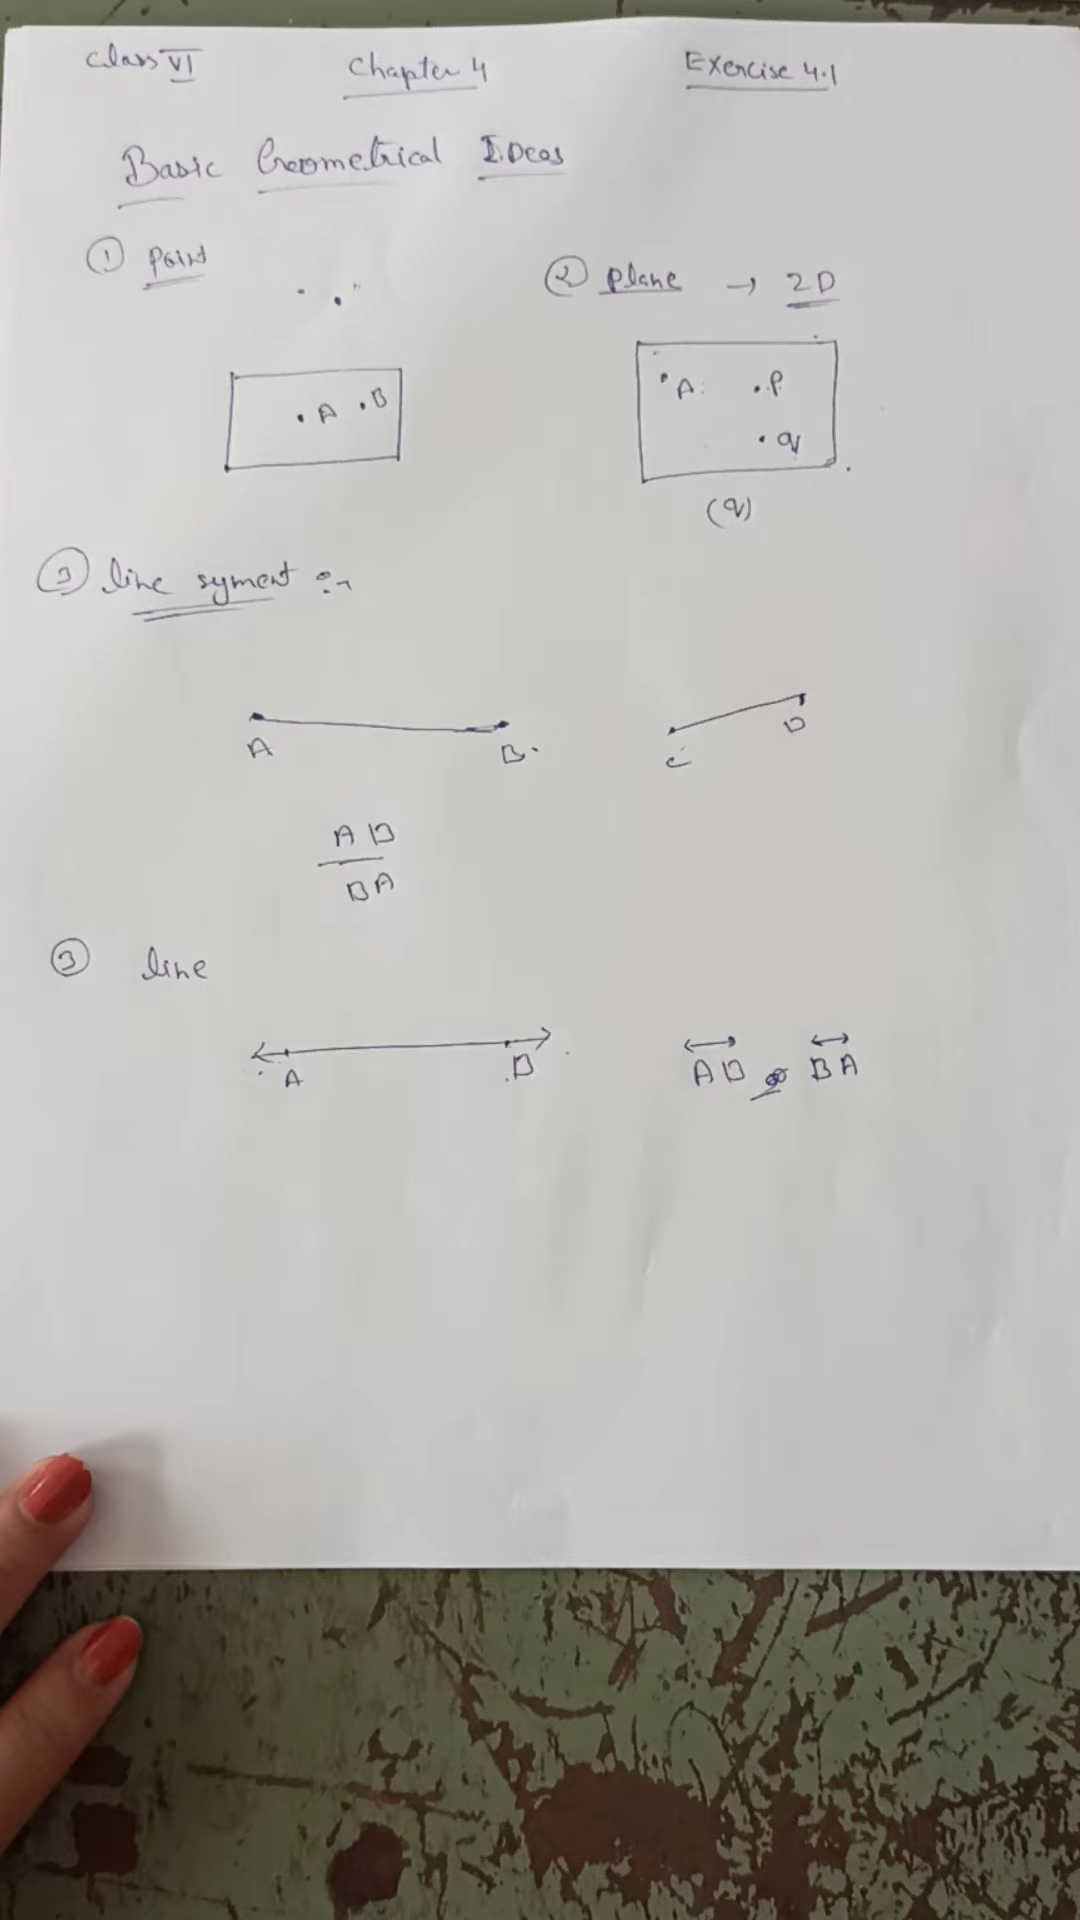 Class VI Chapter 4 Exercise 4.1
Basic Geometrical IDeas
① Point
② plane → 2D
A B
A P
q
(q)
③ line syment :-
A B C D
AB
BA
③ line
A B AB BA